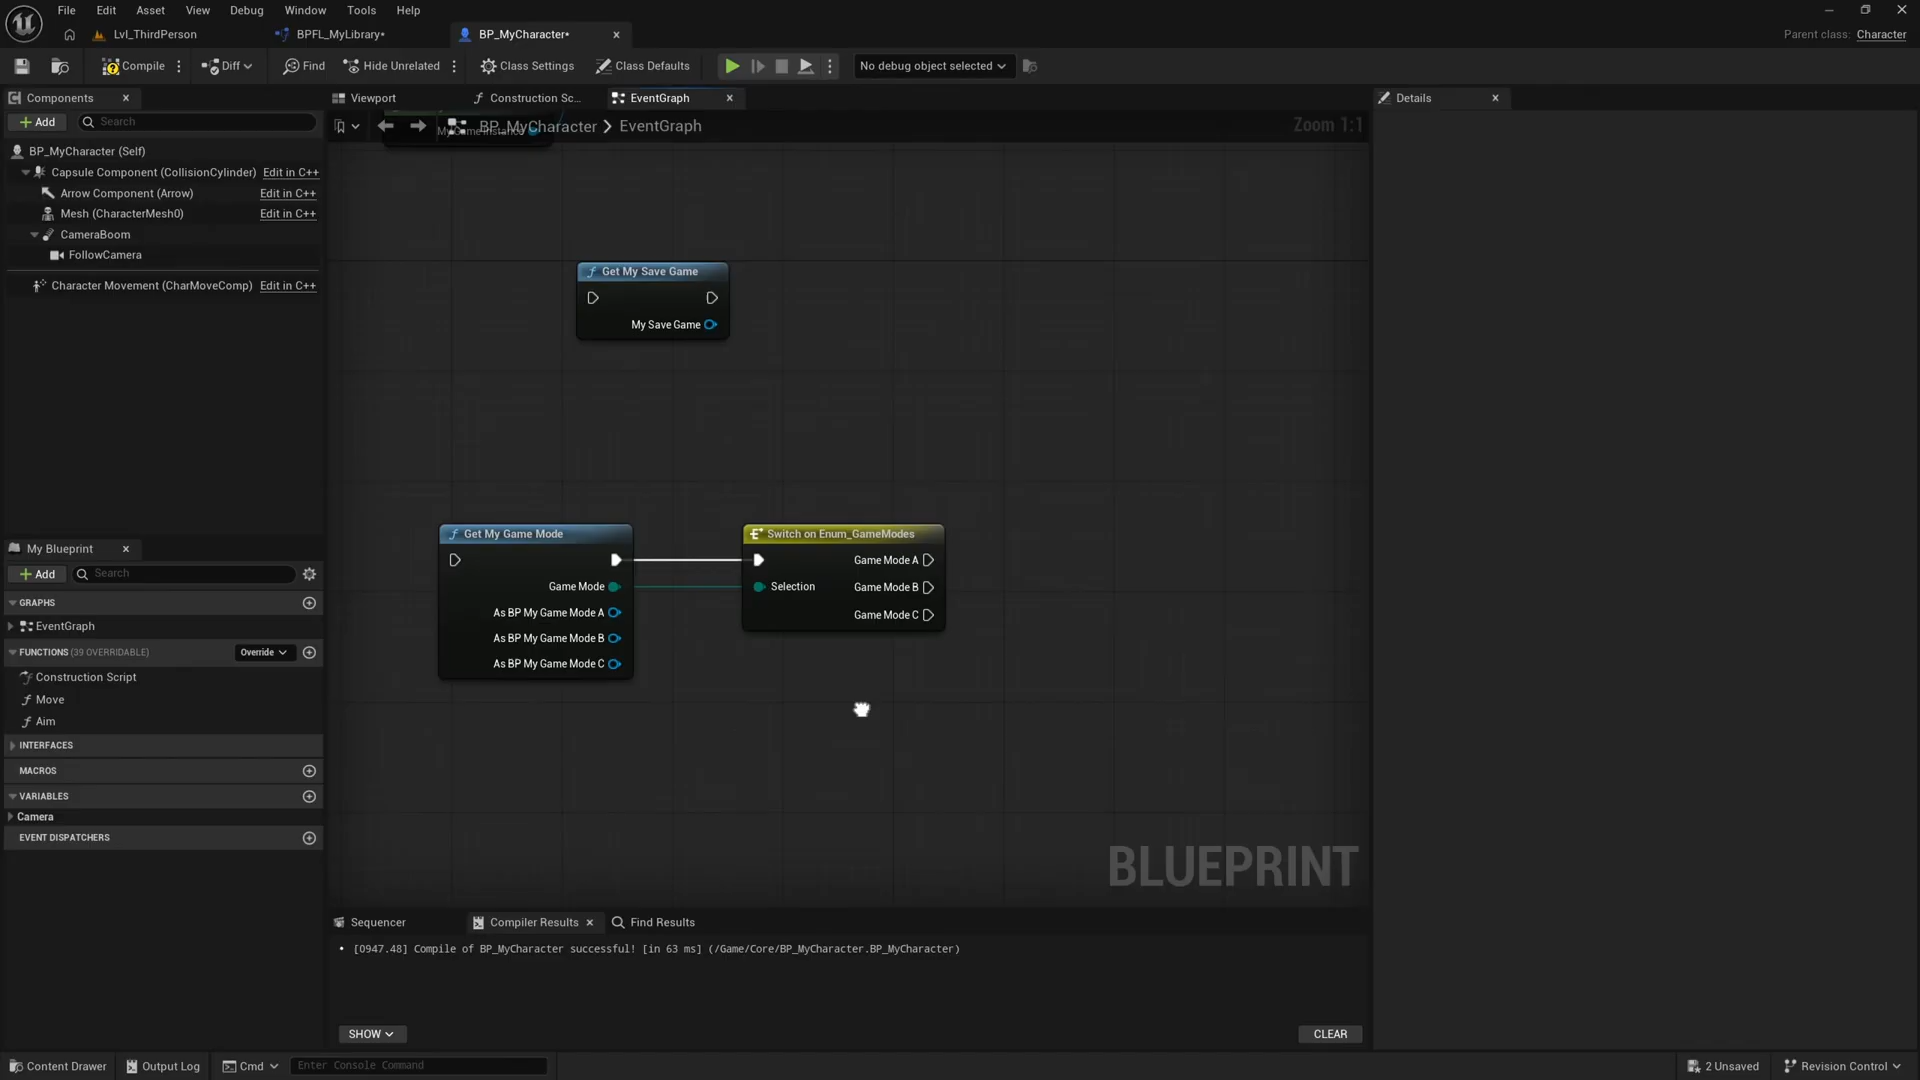 File Edit Asset View Debug Window Tools Help
Lvl_ThirdPerson BPFL_MyLibrary* BP_MyCharacter* Parent class: Character
Compile Diff Find Hide Unrelated Class Settings Class Defaults No debug object selected
Components Viewport Construction Sc... EventGraph Details
Add Search
MyGameInstance BP_MyCharacter EventGraph Zoom 1:1
BP_MyCharacter (Self)
Capsule Component (CollisionCylinder) Edit in C++
Arrow Component (Arrow) Edit in C++
Mesh (CharacterMesh0) Edit in C++
CameraBoom
FollowCamera
Character Movement (CharMoveComp) Edit in C++
Get My Save Game
My Save Game
Get My Game Mode
Game Mode
As BP My Game Mode A
As BP My Game Mode B
As BP My Game Mode C
Switch on Enum_GameModes
Game Mode A
Selection Game Mode B
Game Mode C
BLUEPRINT
My Blueprint
Add Search
GRAPHS
EventGraph
FUNCTIONS (39 OVERRIDABLE) Override
Construction Script
Move
Aim
INTERFACES
MACROS
VARIABLES
Camera
EVENT DISPATCHERS
Sequencer Compiler Results Find Results
• [0947.48] Compile of BP_MyCharacter successful! [in 63 ms] (/Game/Core/BP_MyCharacter.BP_MyCharacter)
SHOW CLEAR
Content Drawer Output Log Cmd Enter Console Command 2 Unsaved Revision Control